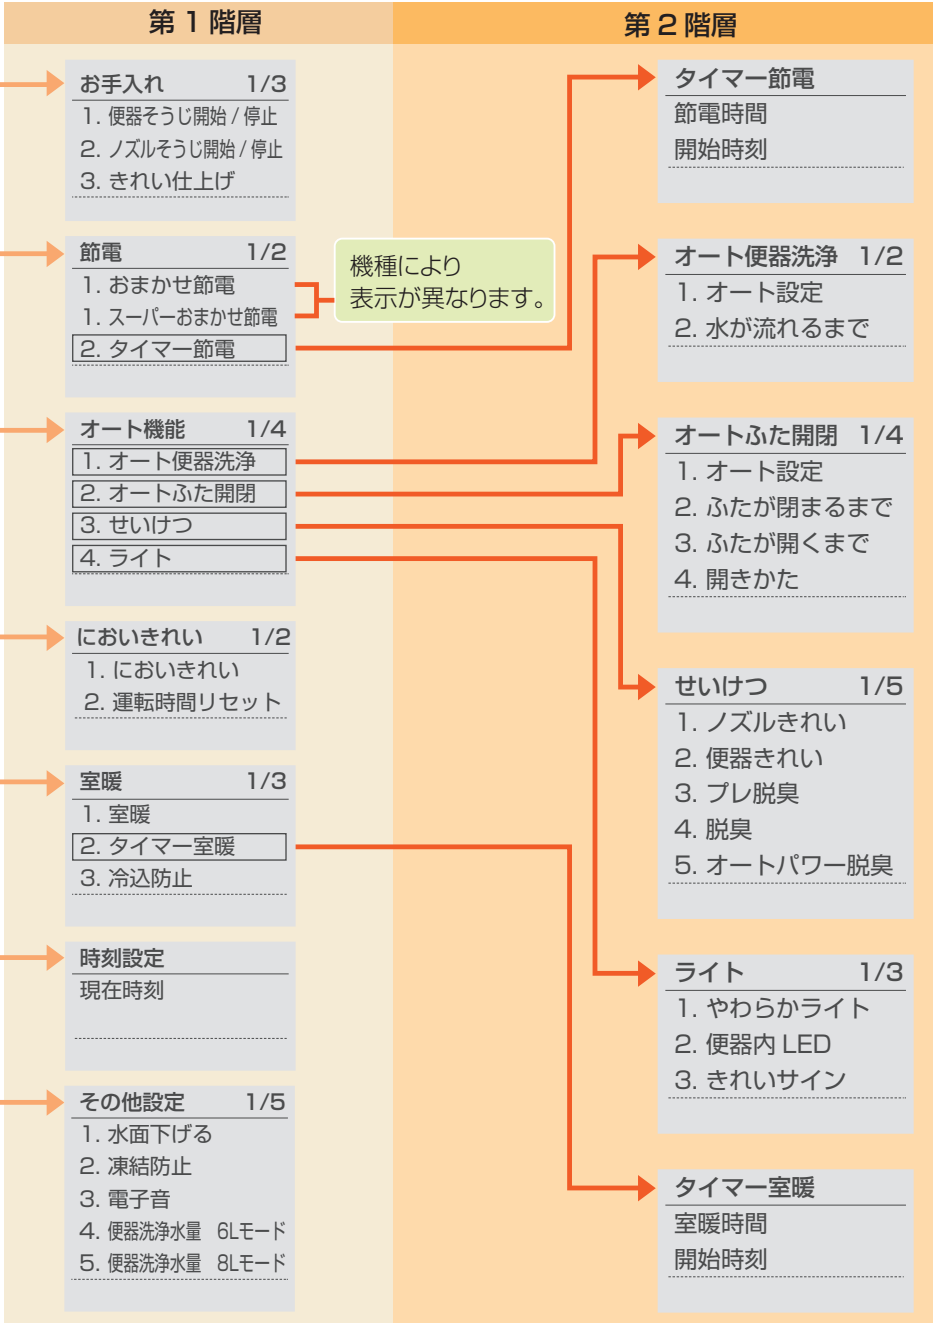 第 1 階層
お手入れ 1/3
1. 便器そうじ開始 / 停止
2. ノズルそうじ開始 / 停止
3. きれい仕上げ
節電 1/2
1. おまかせ節電
1. スーパーおまかせ節電
2. タイマー節電
機種により
表示が異なります。
オート機能 1/4
1. オート便器洗浄
2. オートふた開閉
3. せいけつ
4. ライト
においきれい 1/2
1. においきれい
2. 運転時間リセット
室暖 1/3
1. 室暖
2. タイマー室暖
3. 冷込防止
時刻設定
現在時刻
その他設定 1/5
1. 水面下げる
2. 凍結防止
3. 電子音
4. 便器洗浄水量 6Lモード
5. 便器洗浄水量 8Lモード
第 2 階層
タイマー節電
節電時間
開始時刻
オート便器洗浄 1/2
1. オート設定
2. 水が流れるまで
オートふた開閉 1/4
1. オート設定
2. ふたが閉まるまで
3. ふたが開くまで
4. 開きかた
せいけつ 1/5
1. ノズルきれい
2. 便器きれい
3. プレ脱臭
4. 脱臭
5. オートパワー脱臭
ライト 1/3
1. やわらかライト
2. 便器内 LED
3. きれいサイン
タイマー室暖
室暖時間
開始時刻